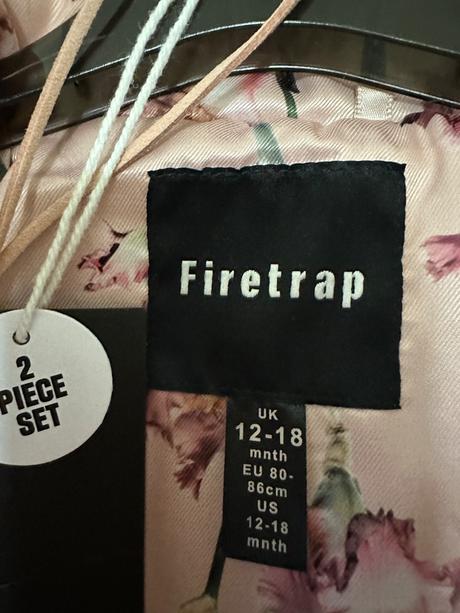 Firetrap
2
PIECE
SET
UK
12-18
mnth
EU 80-
86cm
US
12-18
mnth